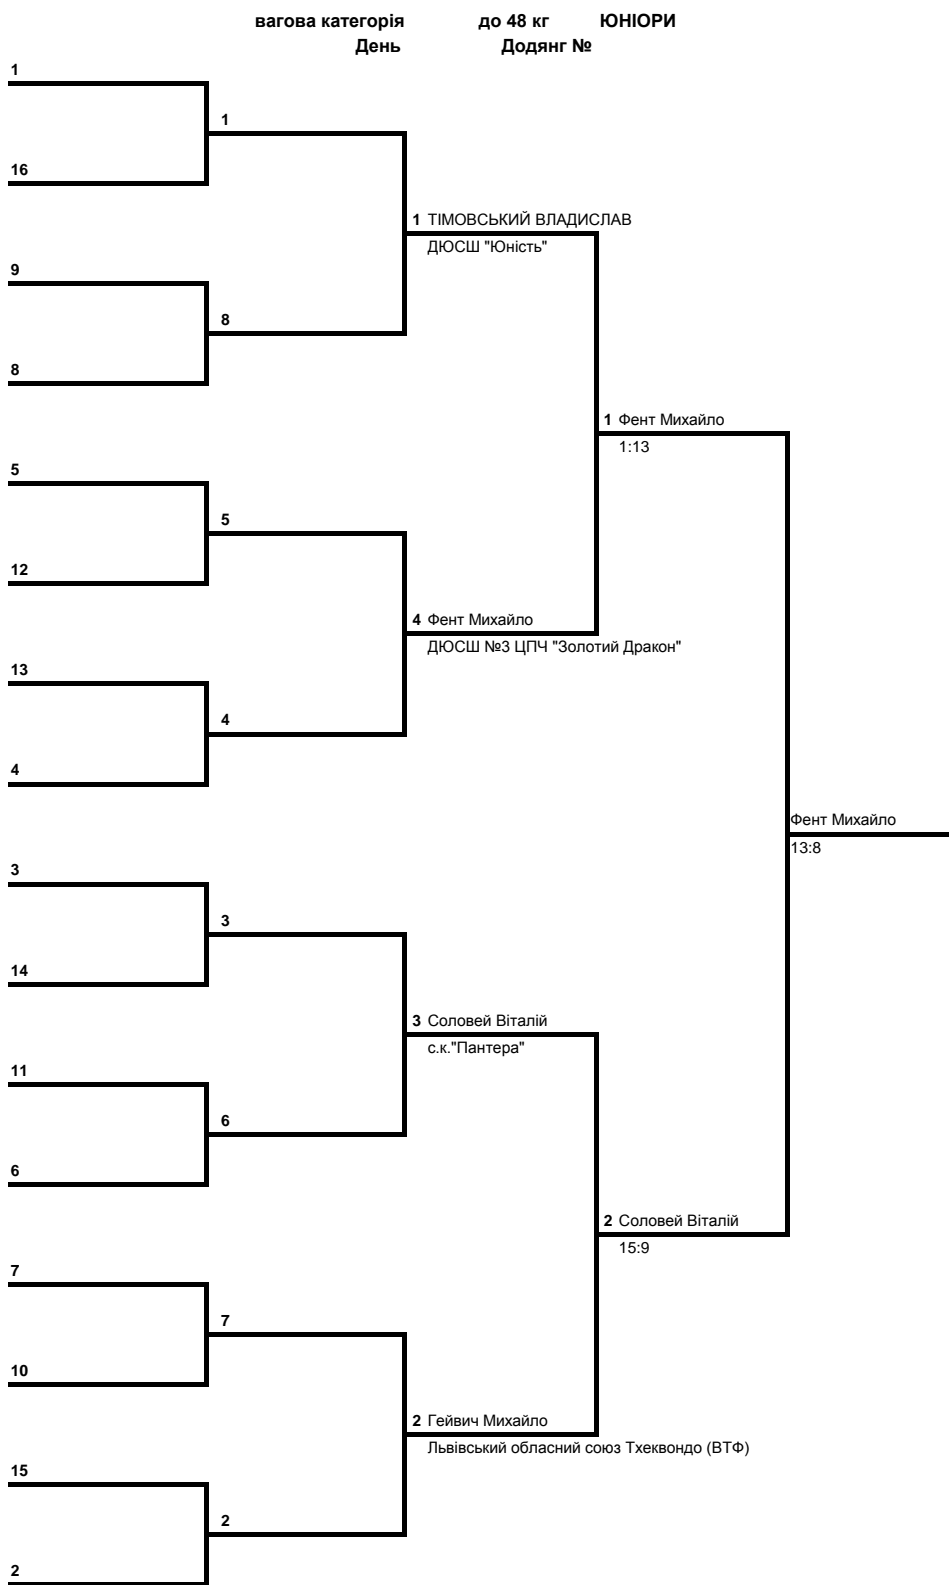 вагова категорія до 48 кг ЮНІОРИ
День Додянг №
1
1
16
1 ТІМОВСЬКИЙ ВЛАДИСЛАВ
ДЮСШ "Юність"
9
8
8
1 Фент Михайло
1:13
5
5
12
4 Фент Михайло
ДЮСШ №3 ЦПЧ "Золотий Дракон"
13
4
4
Фент Михайло
13:8
3
3
14
3 Соловей Віталій
с.к."Пантера"
11
6
6
2 Соловей Віталій
15:9
7
7
10
2 Гейвич Михайло
Львівський обласний союз Тхеквондо (ВТФ)
15
2
2